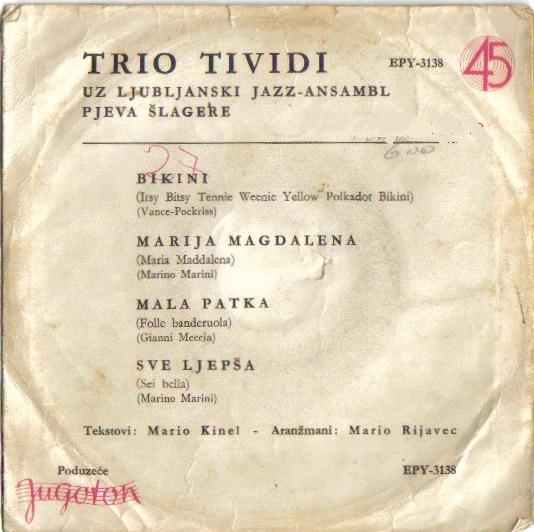 TRIO TIVIDI
EPY-3138
45
UZ LJUBLJANSKI JAZZ-ANSAMBL
PJEVA ŠLAGERE
600
27
BIKINI
(Itsy Bitsy Tennie Weenie Yellow Polkadot Bikini)
(Vance-Pockriss)
MARIJA MAGDALENA
(Maria Maddalena)
(Marino Marini)
MALA PATKA
(Folle banderuola)
(Gianni Meccia)
SVE LJEPŠA
(Sei bella)
(Marino Marini)
Tekstovi: Mario Kinel - Aranžmani: Mario Rijavec
Poduzeće
EPY-3138
Jugoton